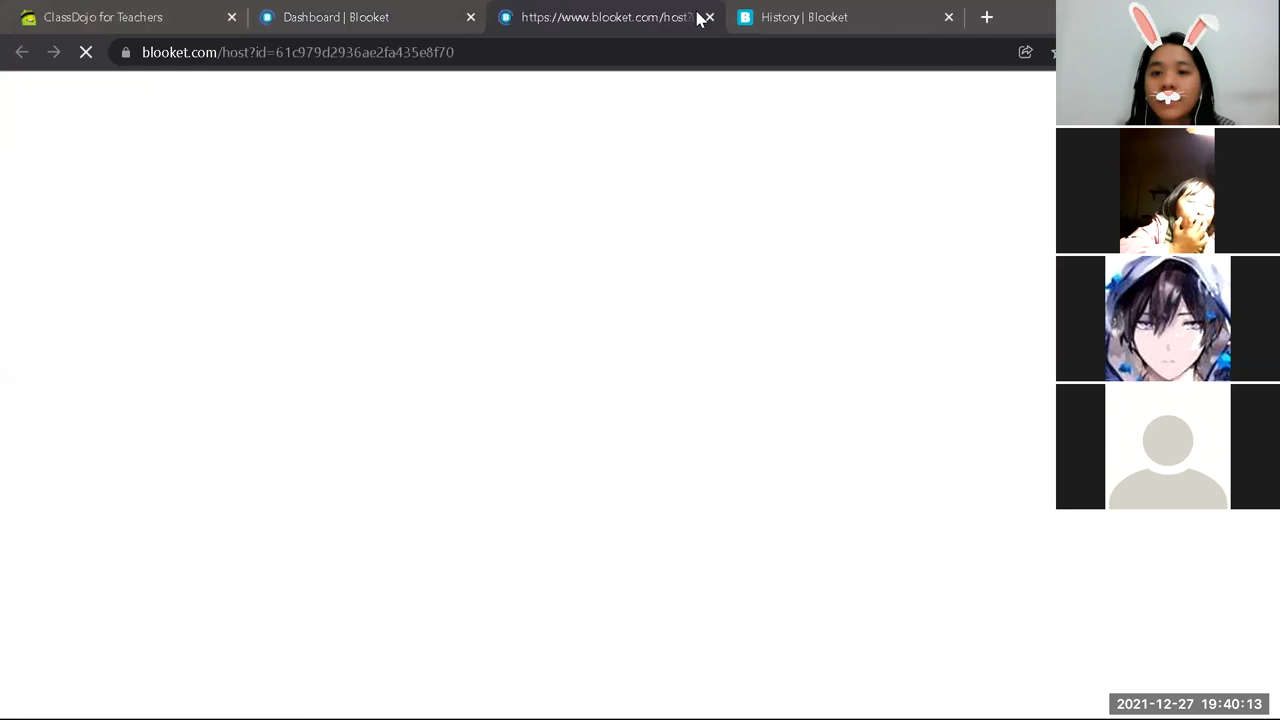 ClassDojo for Teachers
Dashboard | Blooket
https://www.blooket.com/host?i
History | Blooket
blooket.com/host?id=61c979d2936ae2fa435e8f70
2021-12-27 19:40:13